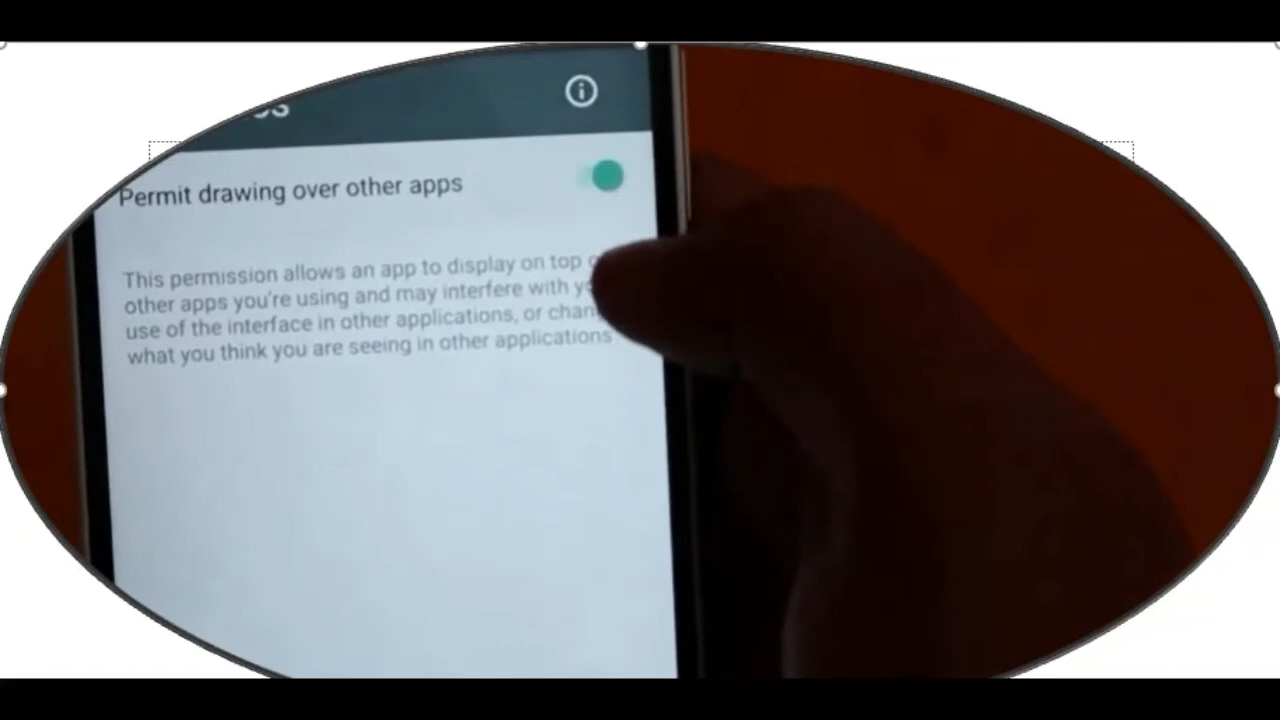 Permit drawing over other apps
This permission allows an app to display on top
other apps you're using and may interfere with
use of the interface in other applications, or
what you think you are seeing in other applications